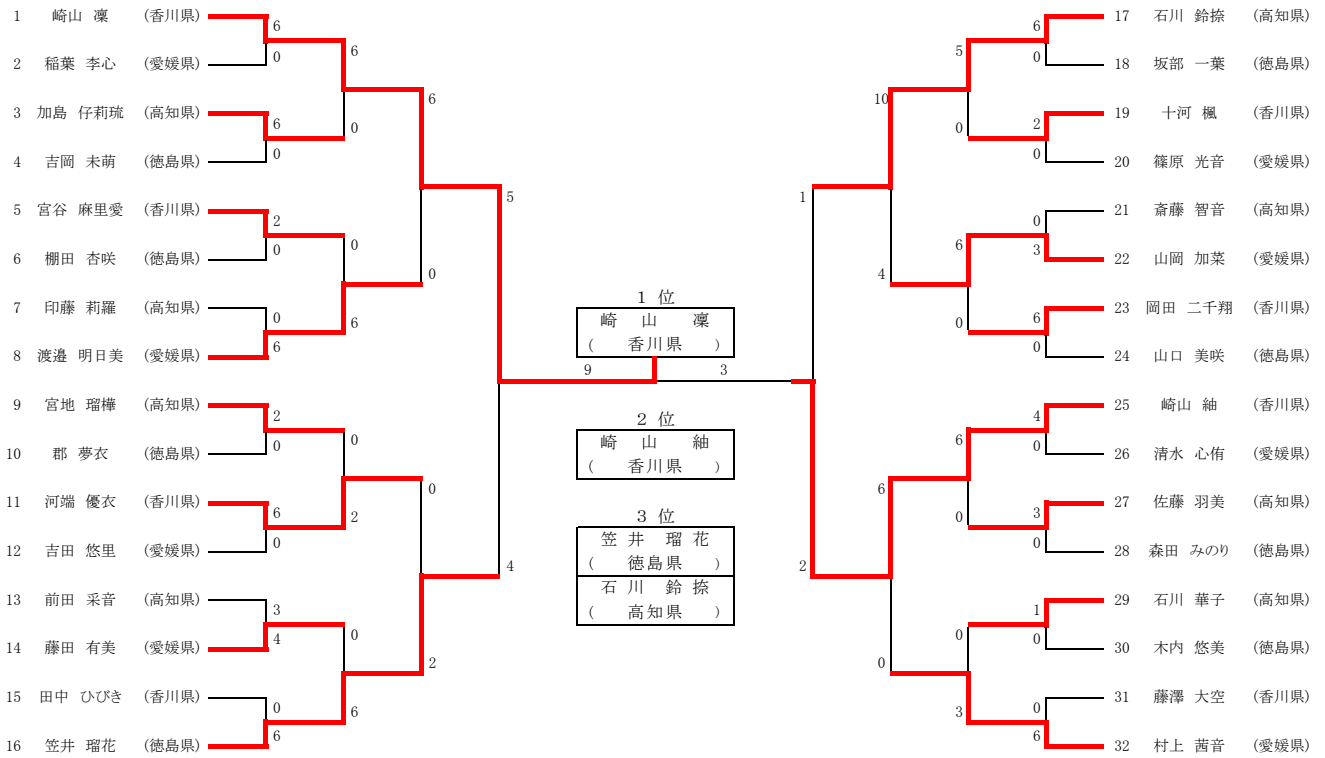 1 崎山 凜 (香川県)
6
0
2 稲葉 李心 (愛媛県)
6
3 加島 仔莉琉 (高知県)
6
0
0
4 吉岡 未萌 (徳島県)
6
5 宮谷 麻里愛 (香川県)
2
0
6 棚田 杏咲 (徳島県)
0
7 印藤 莉羅 (高知県)
0
6
8 渡邉 明日美 (愛媛県)
6
0
5
9 宮地 瑠樺 (高知県)
2
0
10 郡 夢衣 (徳島県)
0
11 河端 優衣 (香川県)
6
0
12 吉田 悠里 (愛媛県)
2
0
13 前田 采音 (高知県)
3
4
14 藤田 有美 (愛媛県)
0
15 田中 ひびき (香川県)
0
6
16 笠井 瑠花 (徳島県)
6
2
4
1 位
崎 山 凜
( 香川県 )
9 3
2 位
崎 山 紬
( 香川県 )
3 位
笠 井 瑠 花
( 徳島県 )
石 川 鈴 捺
( 高知県 )
6 17 石川 鈴捺 (高知県)
0 18 坂部 一葉 (徳島県)
5
2 19 十河 楓 (香川県)
0 20 篠原 光音 (愛媛県)
0
10
0 21 斎藤 智音 (高知県)
3 22 山岡 加菜 (愛媛県)
6
6 23 岡田 二千翔 (香川県)
0 24 山口 美咲 (徳島県)
0
4
1
4 25 崎山 紬 (香川県)
0 26 清水 心侑 (愛媛県)
6
3 27 佐藤 羽美 (高知県)
0 28 森田 みのり (徳島県)
0
6
1 29 石川 華子 (高知県)
0 30 木内 悠美 (徳島県)
0
0 31 藤澤 大空 (香川県)
6 32 村上 茜音 (愛媛県)
3
0
2